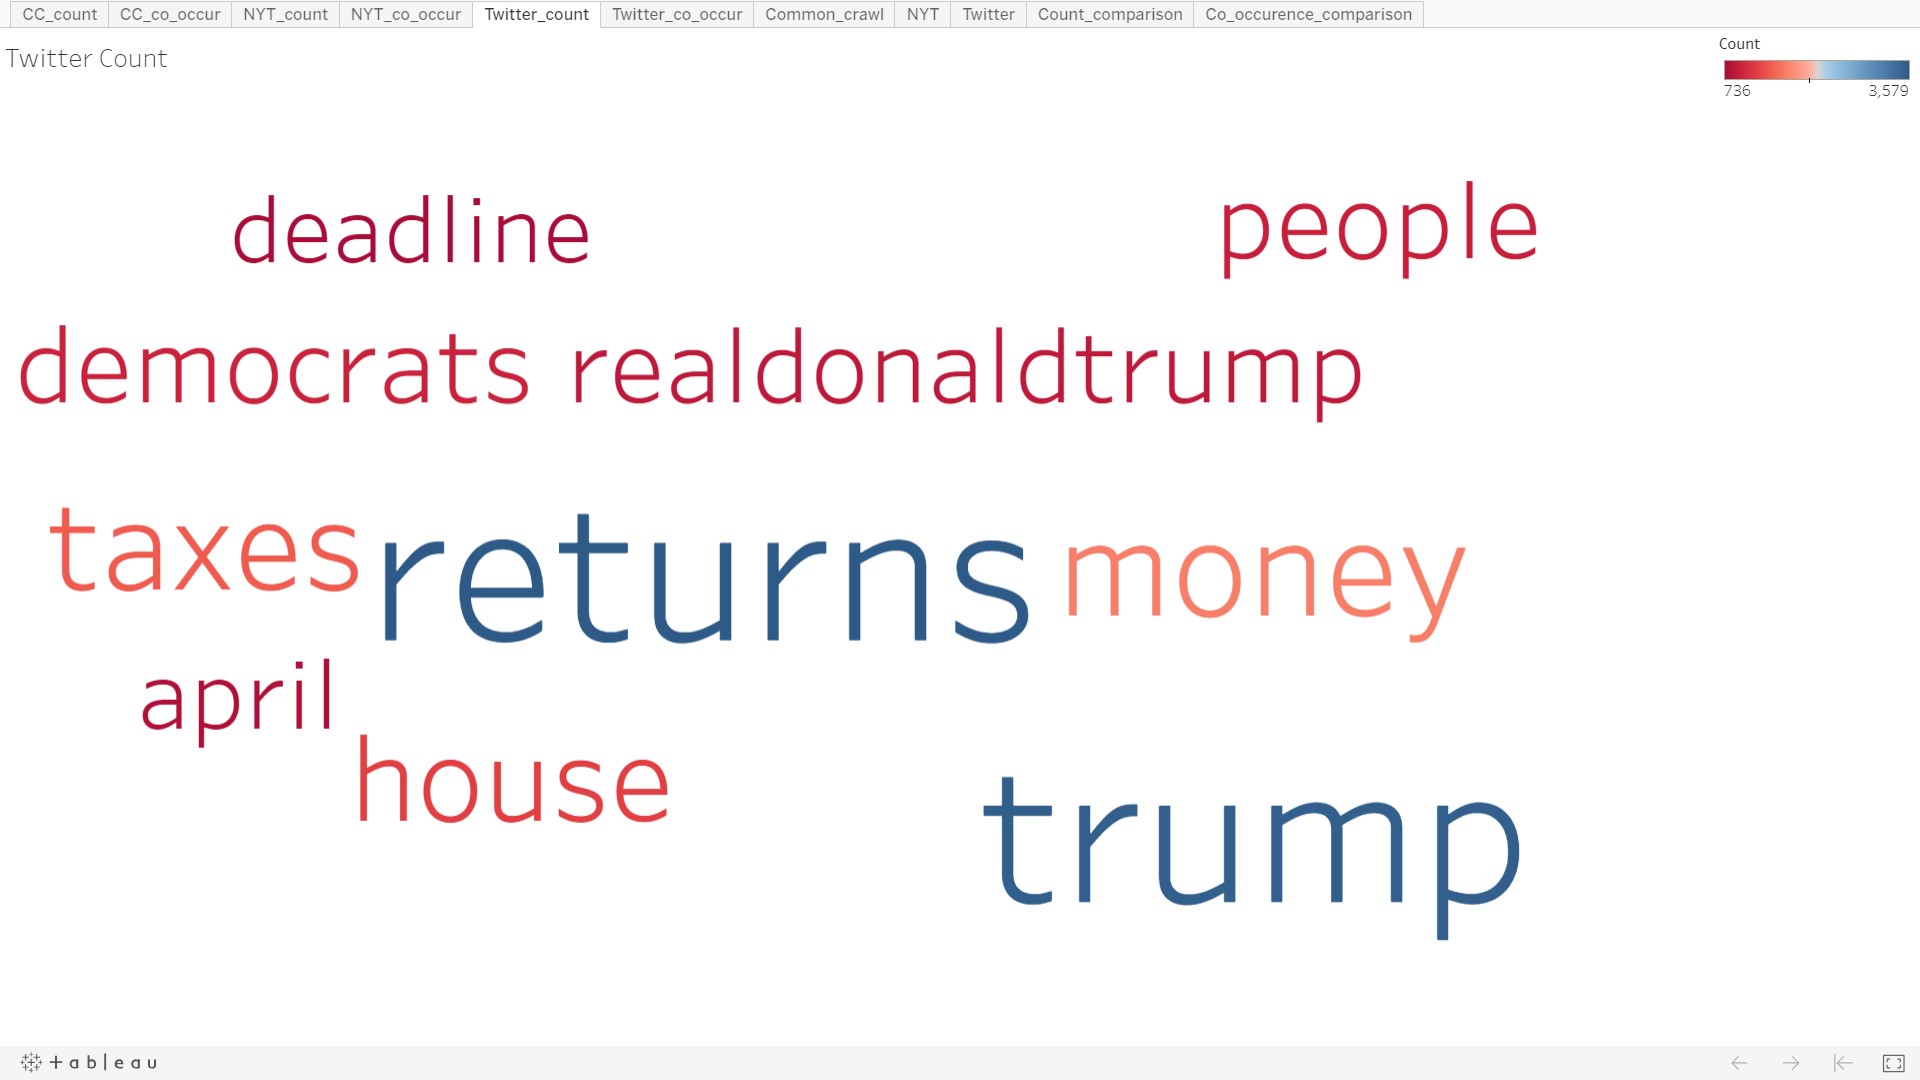 CC_count CC_co_occur NYT_count NYT_co_occur Twitter_count Twitter_co_occur Common_crawl NYT Twitter Count_comparison Co_occurence_comparison
Twitter Count
Count
736 3,579
deadline people
democrats realdonaldtrump
taxes returns money
april
house
trump
+ a b | e a u